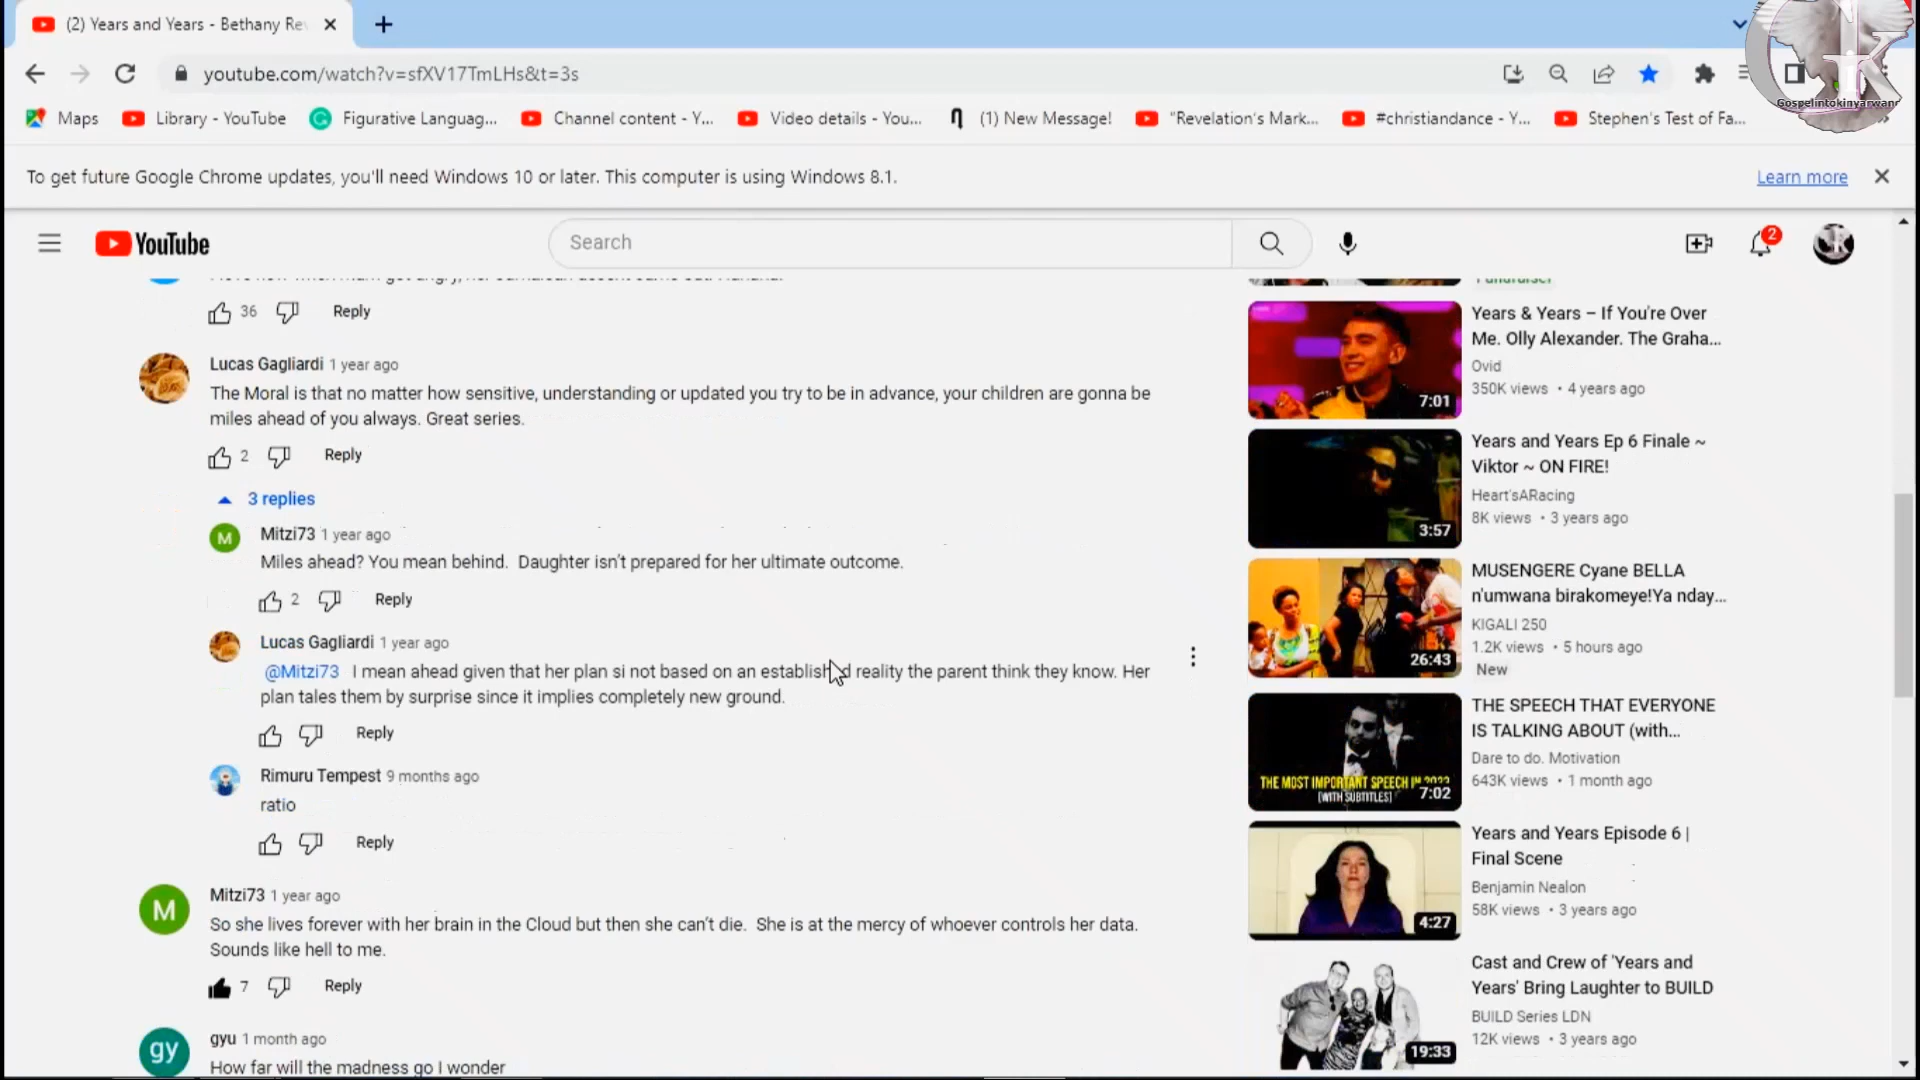 (2) Years and Years - Bethany Re
youtube.com/watch?v=sfXV17TmLHs&t=3s
Maps
Library - YouTube
Figurative Languag...
Channel content - Y...
Video details - You...
(1) New Message!
"Revelation's Mark...
#christiandance - Y...
Stephen's Test of Fa...
Gospelintokinyarwand
To get future Google Chrome updates, you'll need Windows 10 or later. This computer is using Windows 8.1.
Learn more
YouTube
Search
2
36
Reply
Lucas Gagliardi 1 year ago
The Moral is that no matter how sensitive, understanding or updated you try to be in advance, your children are gonna be
miles ahead of you always. Great series.
2
Reply
3 replies
M
Mitzi73 1 year ago
Miles ahead? You mean behind.  Daughter isn't prepared for her ultimate outcome.
2
Reply
Lucas Gagliardi 1 year ago
@Mitzi73 I mean ahead given that her plan si not based on an established reality the parent think they know. Her
plan tales them by surprise since it implies completely new ground.
Reply
Rimuru Tempest 9 months ago
ratio
Reply
M
Mitzi73 1 year ago
So she lives forever with her brain in the Cloud but then she can't die.  She is at the mercy of whoever controls her data.
Sounds like hell to me.
7
Reply
gy
gyu 1 month ago
How far will the madness go I wonder
Fundraiser
7:01
Years & Years – If You're Over
Me. Olly Alexander. The Graha...
Ovid
350K views • 4 years ago
3:57
Years and Years Ep 6 Finale ~
Viktor ~ ON FIRE!
Heart'sARacing
8K views • 3 years ago
26:43
MUSENGERE Cyane BELLA
n'umwana birakomeye!Ya nday...
KIGALI 250
1.2K views • 5 hours ago
New
THE MOST IMPORTANT SPEECH IN 2022
[WITH SUBTITLES]
7:02
THE SPEECH THAT EVERYONE
IS TALKING ABOUT (with...
Dare to do. Motivation
643K views • 1 month ago
4:27
Years and Years Episode 6 |
Final Scene
Benjamin Nealon
58K views • 3 years ago
19:33
Cast and Crew of 'Years and
Years' Bring Laughter to BUILD
BUILD Series LDN
12K views • 3 years ago